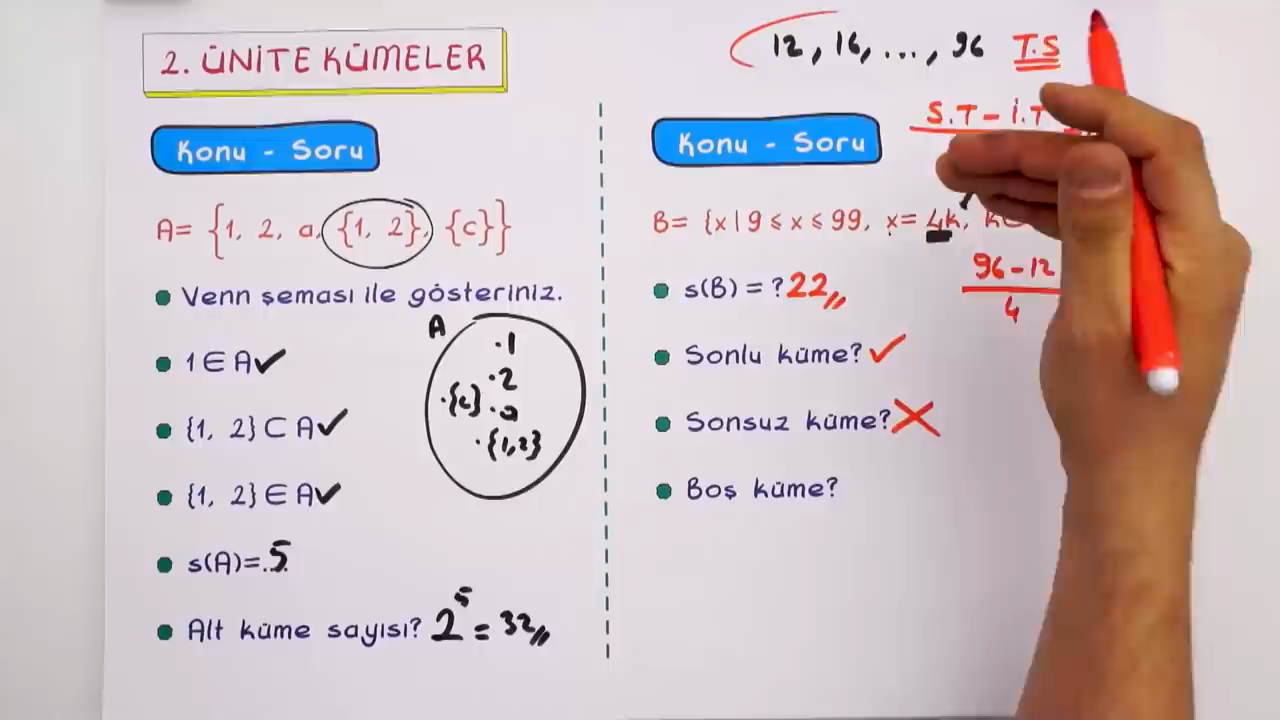 2. ÜNİTE KÜMELER
Konu - Soru
A= {1, 2, a, {1, 2}, {c}}
Venn şeması ile gösteriniz.
A
.1
.2
.{c} .a
.{1,2}
1 ∈ A ✓
{1, 2} ⊂ A ✓
{1, 2} ∈ A ✓
s(A)=.5.
Alt küme sayısı? 2⁵ = 32,,
12, 16, ..., 96 T.S
S.T - İ.T
Konu - Soru
B= {x | 9 ≤ x ≤ 99, x= 4k, k
96 - 12
4
s(B) = ? 22,,
Sonlu küme? ✓
Sonsuz küme? X
Boş küme?